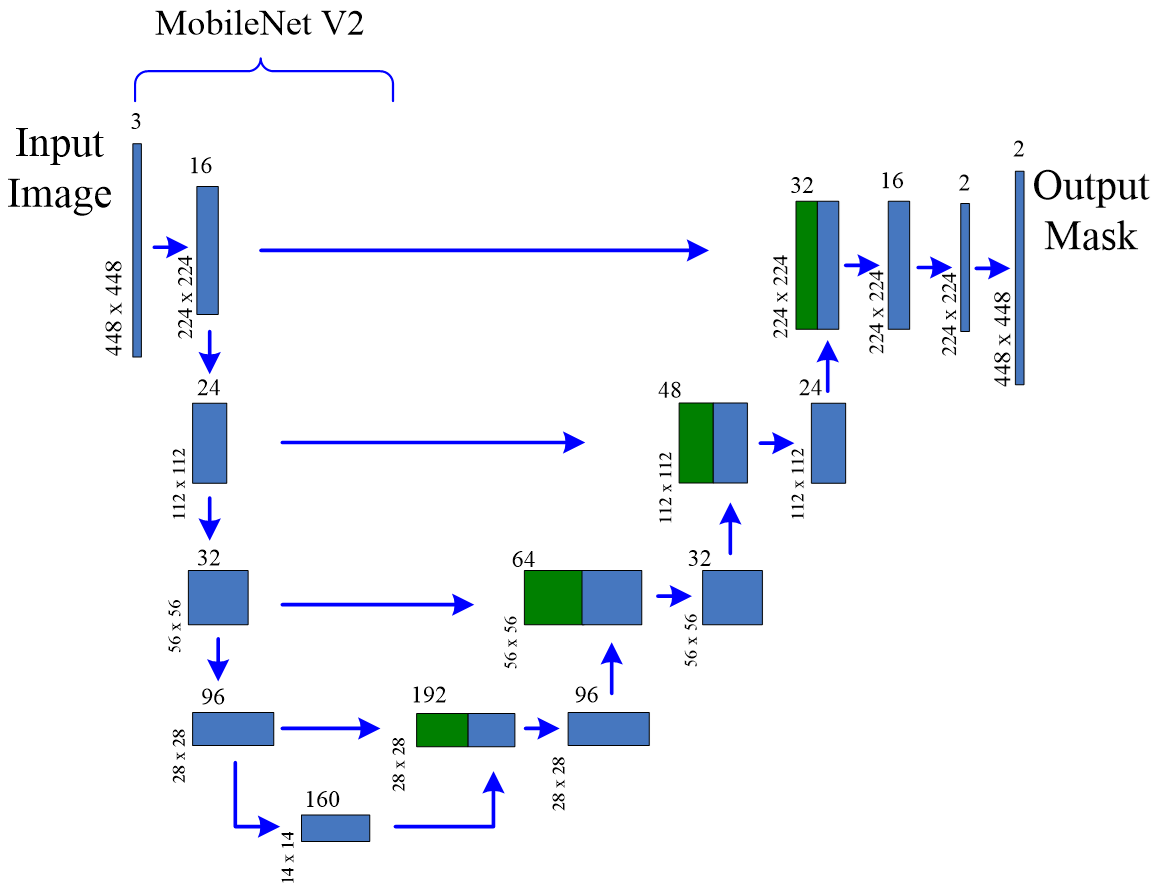 MobileNet V2
Input
Image
3
448 x 448
16
224 x 224
32
224 x 224
16
224 x 224
2
224 x 224
2
448 x 448
Output
Mask
24
112 x 112
48
112 x 112
24
112 x 112
32
56 x 56
64
56 x 56
32
56 x 56
96
28 x 28
192
28 x 28
96
28 x 28
160
14 x 14